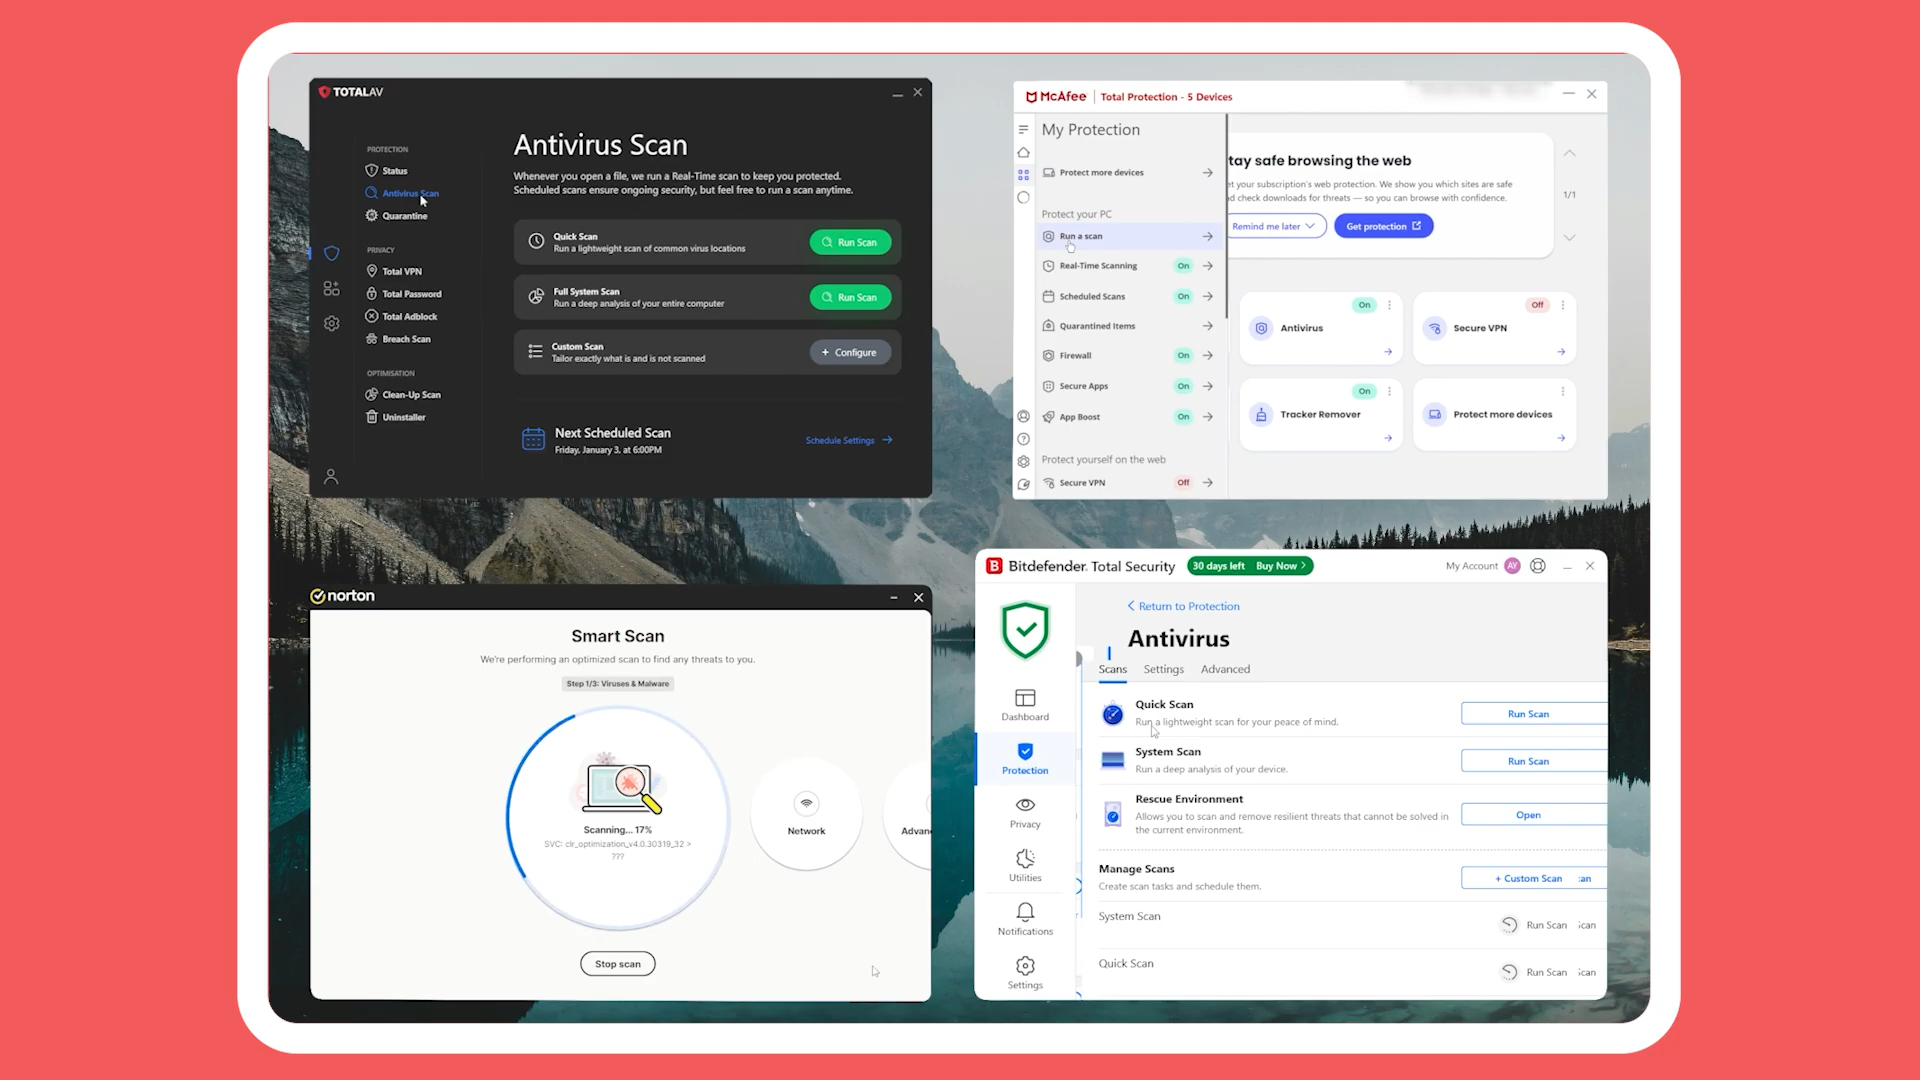 TOTALAV
PROTECTION
Status
Antivirus Scan
Quarantine
PRIVACY
Total VPN
Total Password
Total Adblock
Breach Scan
OPTIMISATION
Clean-Up Scan
Uninstaller
Antivirus Scan
Whenever you open a file, we run a Real-Time scan to keep you protected.
Scheduled scans ensure ongoing security, but feel free to run a scan anytime.
Quick Scan
Run a lightweight scan of common virus locations
Run Scan
Full System Scan
Run a deep analysis of your entire computer
Run Scan
Custom Scan
Tailor exactly what is and is not scanned
+ Configure
Next Scheduled Scan
Friday, January 3, at 6:00PM
Schedule Settings
McAfee | Total Protection - 5 Devices
My Protection
Protect more devices
Protect your PC
Run a scan
Real-Time Scanning On
Scheduled Scans On
Quarantined Items
Firewall On
Secure Apps On
App Boost On
Protect yourself on the web
Secure VPN Off
tay safe browsing the web
et your subscription's web protection. We show you which sites are safe
d check downloads for threats — so you can browse with confidence.
Remind me later
Get protection
1/1
On
Antivirus
Off
Secure VPN
On
Tracker Remover
Protect more devices
norton
Smart Scan
We're performing an optimized scan to find any threats to you.
Step 1/3: Viruses & Malware
Scanning... 17%
SVC: clr_optimization_v4.0.30319_32 >
???
Network
Advan
Stop scan
B Bitdefender Total Security
30 days left Buy Now >
My Account AY
Dashboard
Protection
Privacy
Utilities
Notifications
Settings
Return to Protection
Antivirus
Scans Settings Advanced
Quick Scan
Run a lightweight scan for your peace of mind.
Run Scan
System Scan
Run a deep analysis of your device.
Run Scan
Rescue Environment
Allows you to scan and remove resilient threats that cannot be solved in
the current environment.
Open
Manage Scans
Create scan tasks and schedule them.
+ Custom Scan an
System Scan
Run Scan ican
Quick Scan
Run Scan ican